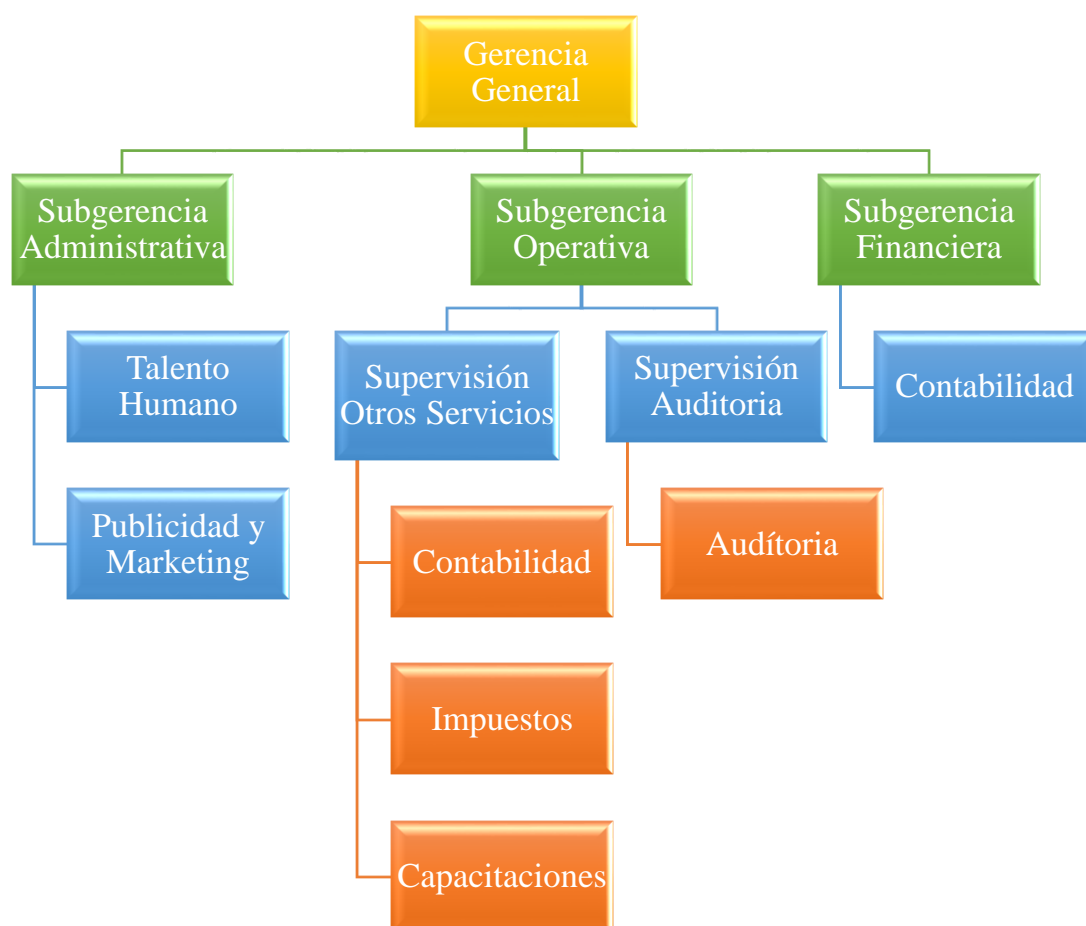 Gerencia
General
Subgerencia
Administrativa
Subgerencia
Operativa
Subgerencia
Financiera
Talento
Humano
Supervisión
Otros Servicios
Supervisión
Auditoria
Contabilidad
Publicidad y
Marketing
Contabilidad
Audítoria
Impuestos
Capacitaciones